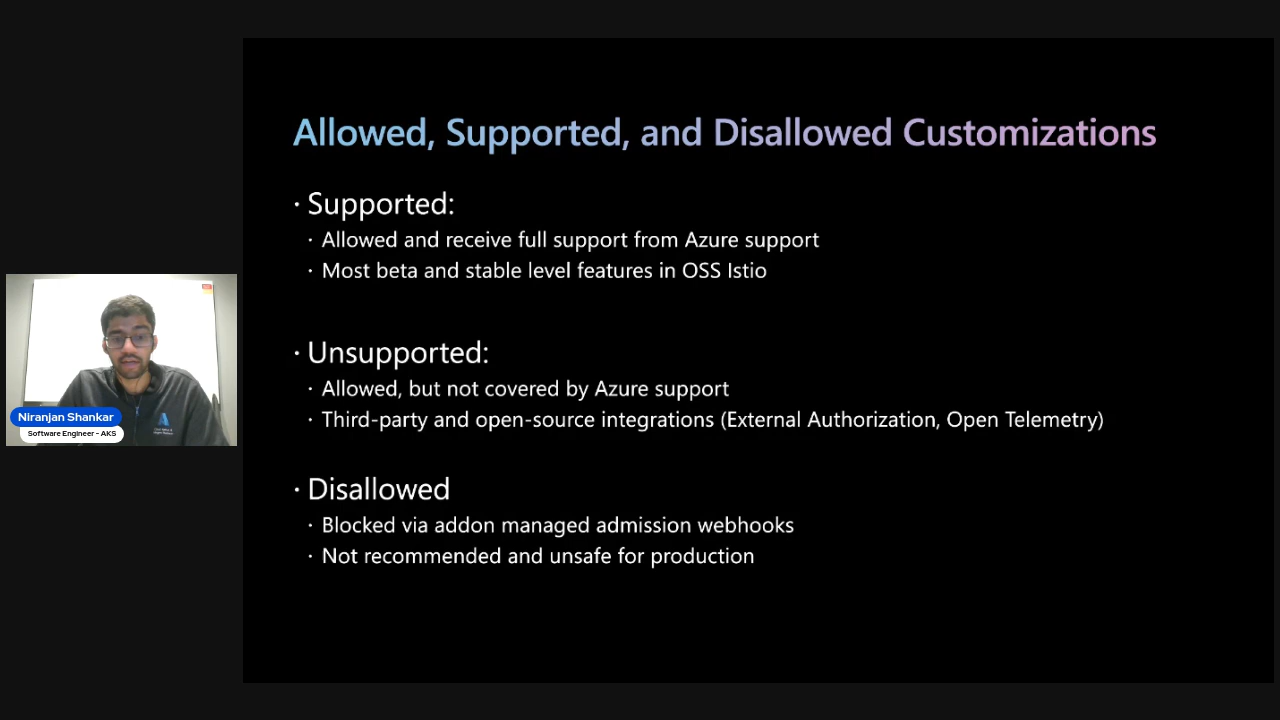 Allowed, Supported, and Disallowed Customizations
· Supported:
· Allowed and receive full support from Azure support
· Most beta and stable level features in OSS Istio
· Unsupported:
· Allowed, but not covered by Azure support
· Third-party and open-source integrations (External Authorization, Open Telemetry)
· Disallowed
· Blocked via addon managed admission webhooks
· Not recommended and unsafe for production
Niranjan Shankar
Software Engineer - AKS